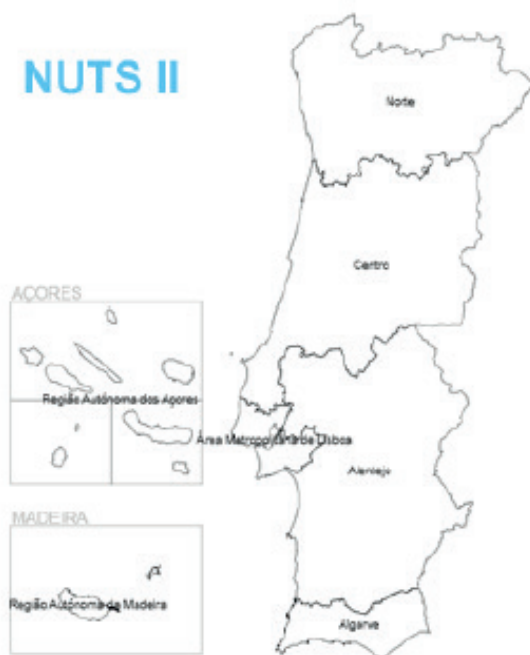 NUTS II
Norte
Centro
AÇORES
Região Autónoma dos Açores
Área Metropolitana de Lisboa
Alentejo
MADEIRA
Região Autónoma da Madeira
Algarve